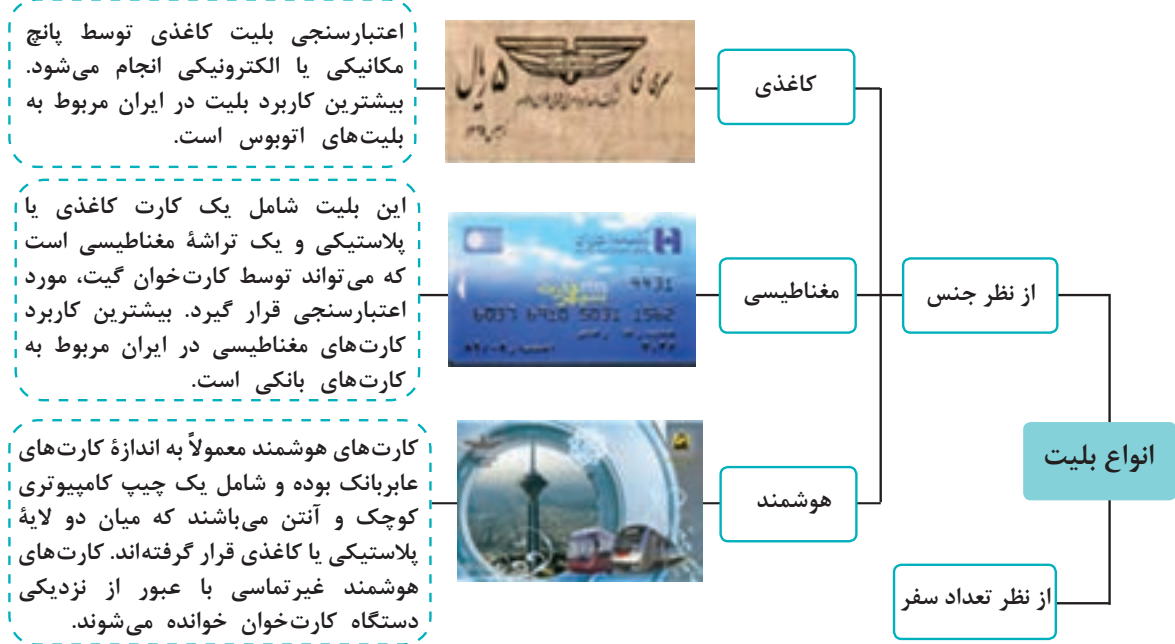 انواع بلیت
از نظر جنس
کاغذی
۵ ریال
اعتبارسنجی بلیت کاغذی توسط پانچ
مکانیکی یا الکترونیکی انجام می‌شود.
بیشترین کاربرد بلیت در ایران مربوط به
بلیت‌های اتوبوس است.
مغناطیسی
4431
6037 6910 5031 1562
این بلیت شامل یک کارت کاغذی یا
پلاستیکی و یک تراشهٔ مغناطیسی است
که می‌تواند توسط کارت‌خوان گیت، مورد
اعتبارسنجی قرار گیرد. بیشترین کاربرد
کارت‌های مغناطیسی در ایران مربوط به
کارت‌های بانکی است.
هوشمند
کارت‌های هوشمند معمولاً به اندازهٔ کارت‌های
عابربانک بوده و شامل یک چیپ کامپیوتری
کوچک و آنتن می‌باشند که میان دو لایهٔ
پلاستیکی یا کاغذی قرار گرفته‌اند. کارت‌های
هوشمند غیرتماسی با عبور از نزدیکی
دستگاه کارت‌خوان خوانده می‌شوند.
از نظر تعداد سفر